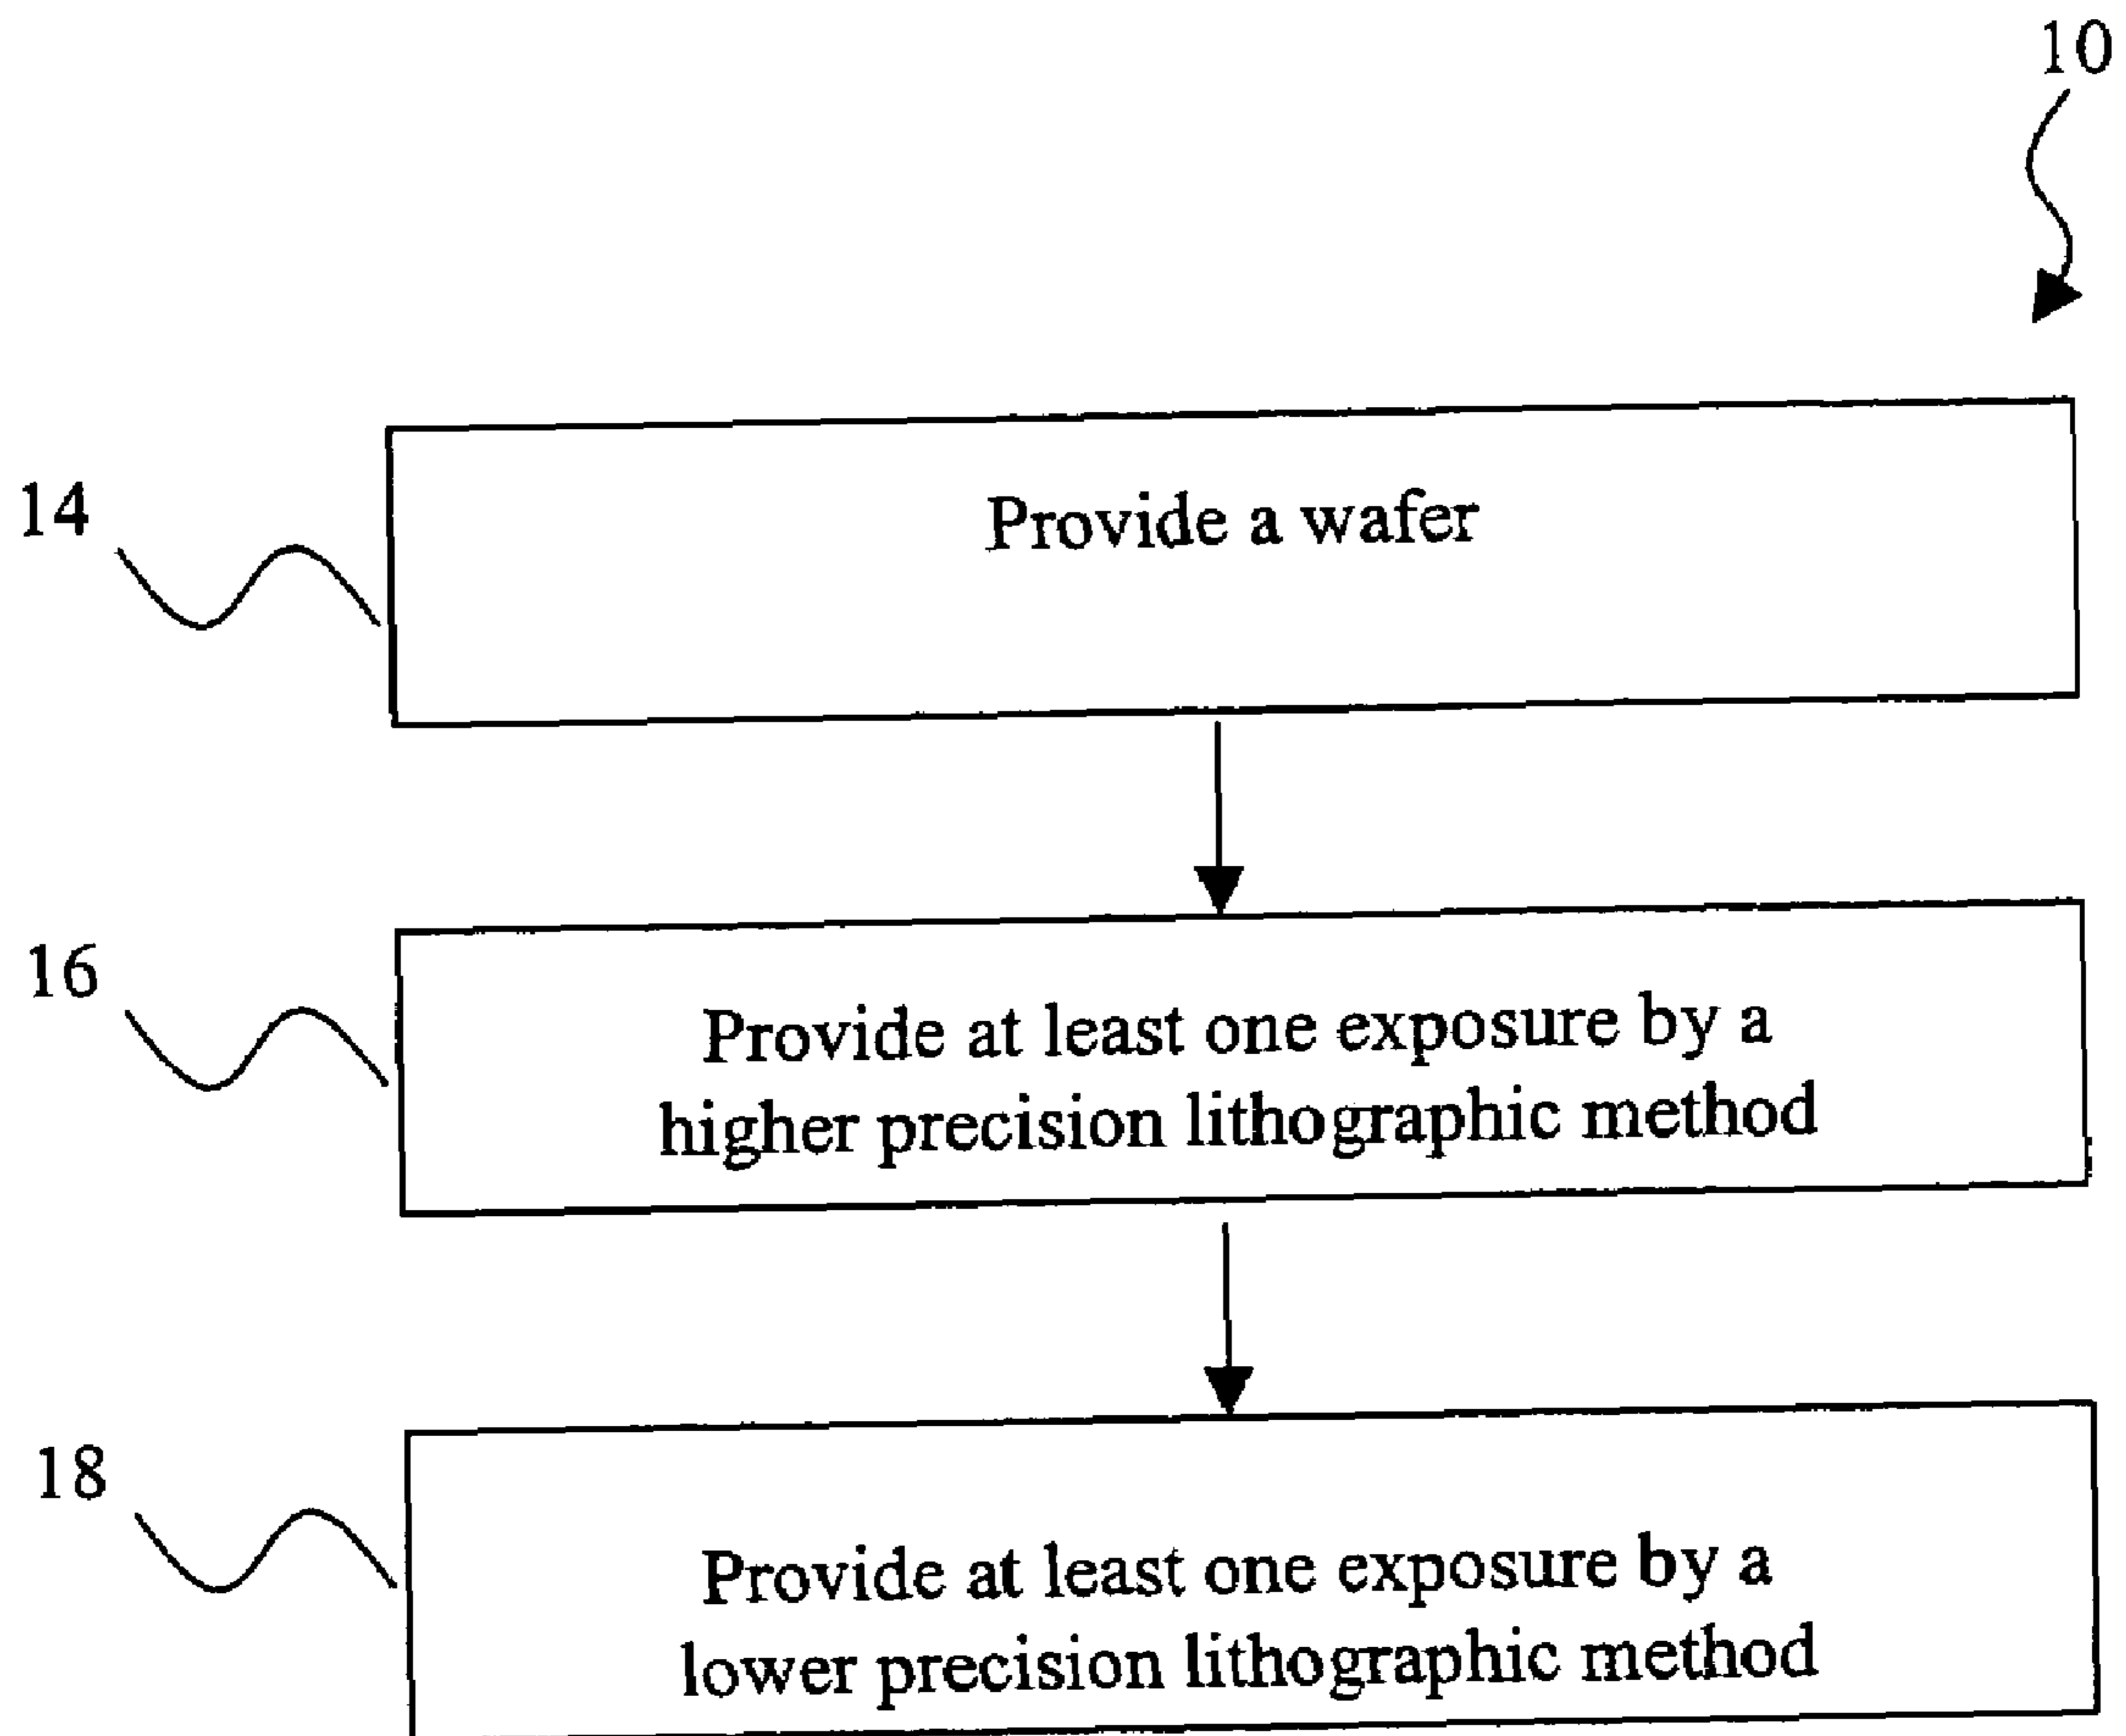 10
14
Provide a wafer
16
Provide at least one exposure by a
higher precision lithographic method
18
Provide at least one exposure by a
lower precision lithographic method